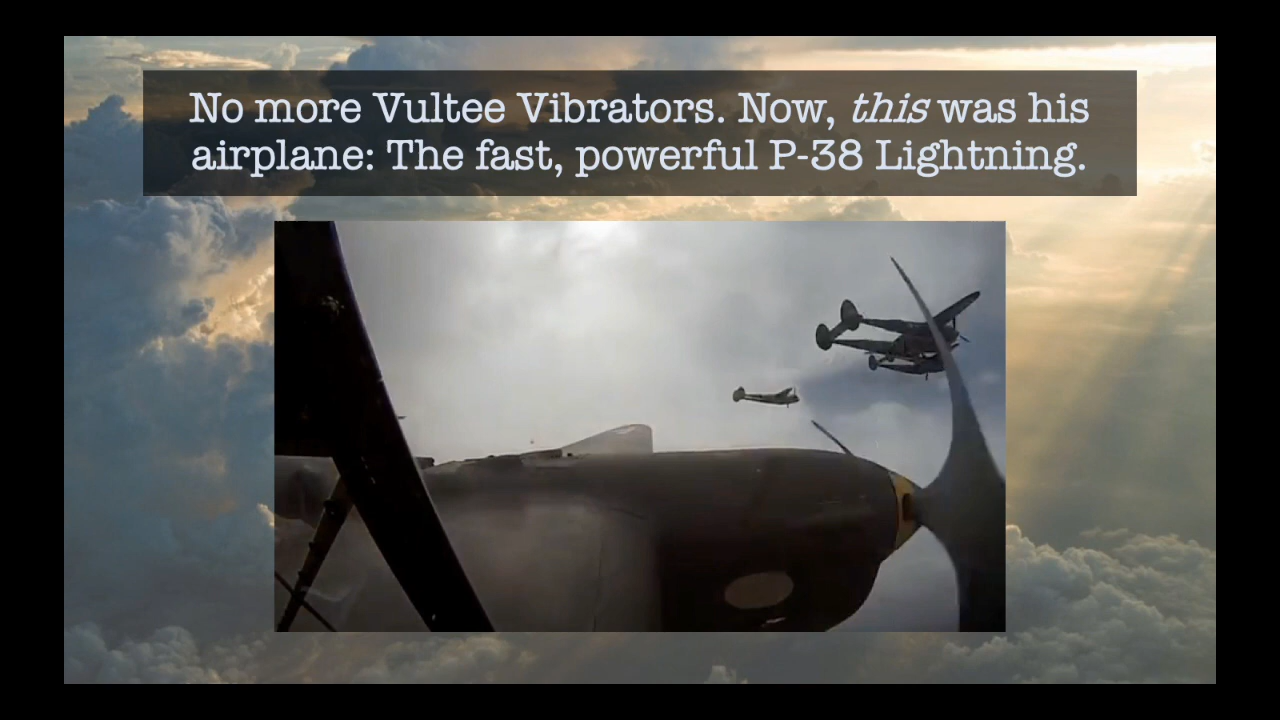 No more Vultee Vibrators. Now, this was his
airplane: The fast, powerful P-38 Lightning.